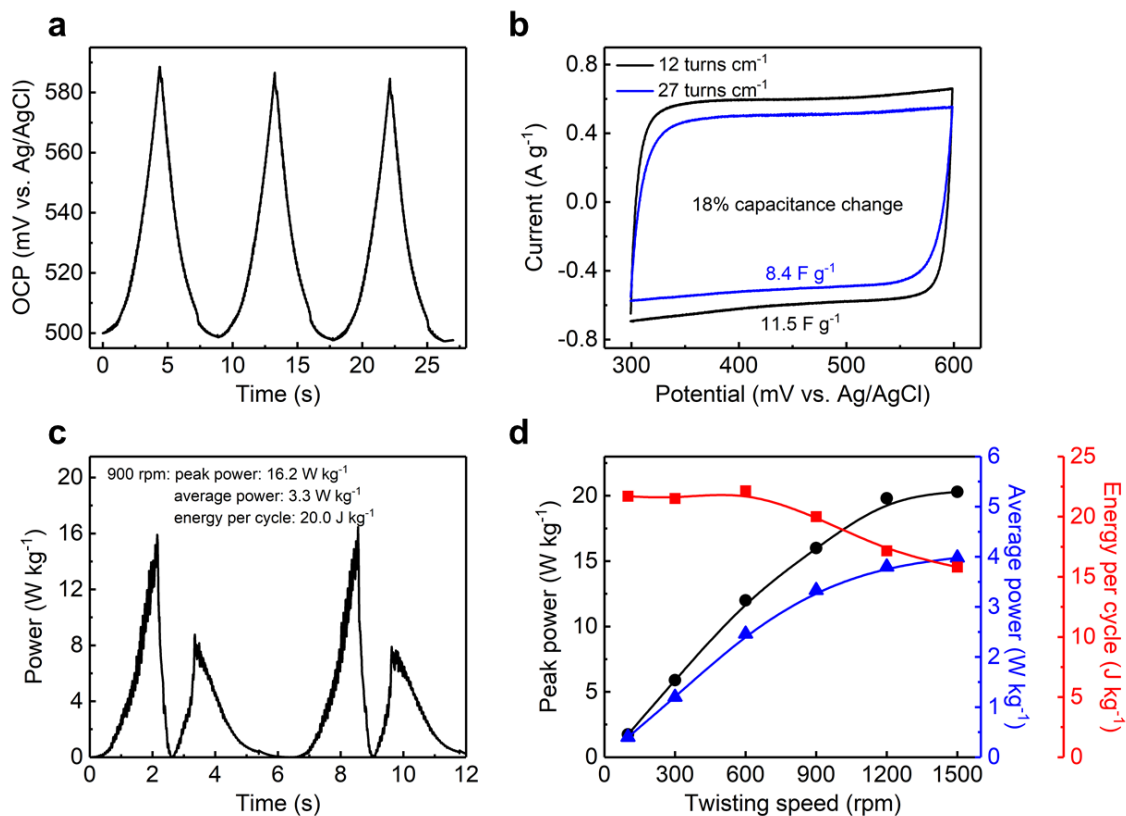 a
580
560
540
520
500
OCP (mV vs. Ag/AgCl)
0 5 10 15 20 25
Time (s)
b
12 turns cm⁻¹
27 turns cm⁻¹
0.8
0.4
0.0
-0.4
-0.8
Current (A g⁻¹)
18% capacitance change
8.4 F g⁻¹
11.5 F g⁻¹
300 400 500 600
Potential (mV vs. Ag/AgCl)
c
900 rpm: peak power: 16.2 W kg⁻¹
average power: 3.3 W kg⁻¹
energy per cycle: 20.0 J kg⁻¹
20
16
12
8
4
0
Power (W kg⁻¹)
0 2 4 6 8 10 12
Time (s)
d
20
15
10
5
0
Peak power (W kg⁻¹)
0 300 600 900 1200 1500
Twisting speed (rpm)
6
5
4
3
2
1
0
Average power (W kg⁻¹)
25
20
15
10
5
0
Energy per cycle (J kg⁻¹)